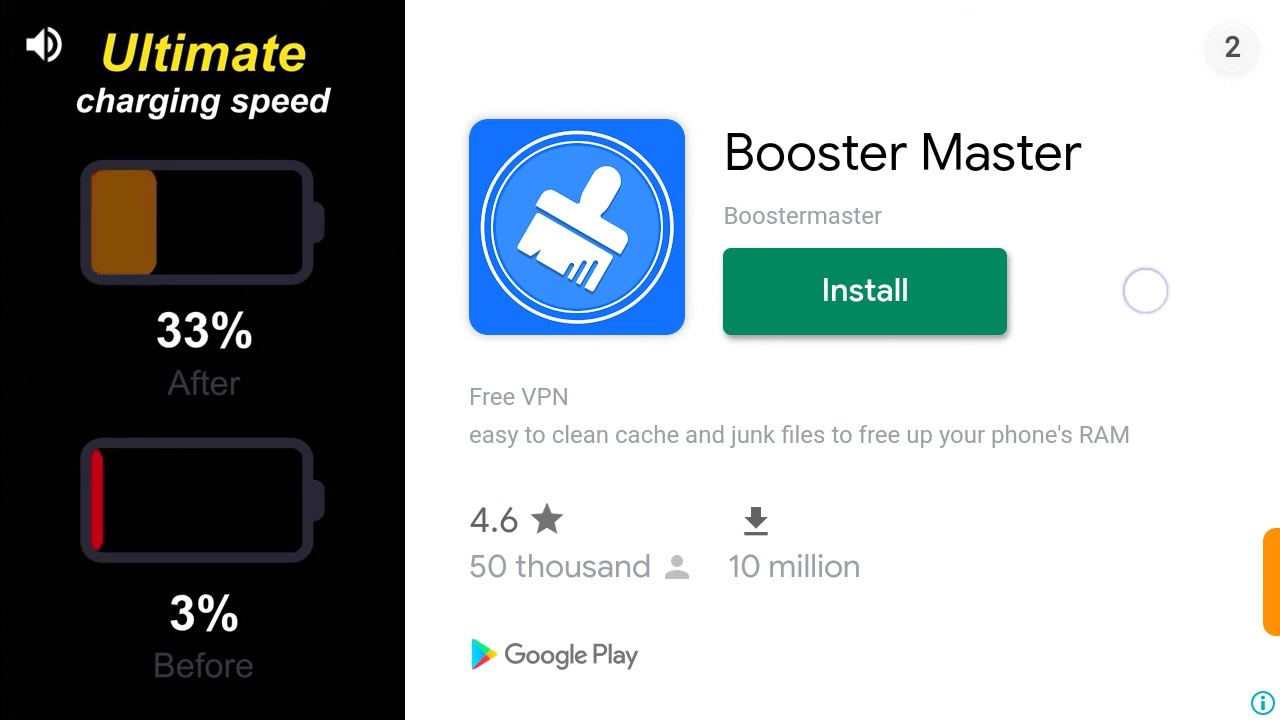 Ultimate
charging speed
33%
After
3%
Before
2
Booster Master
Boostermaster
Install
Free VPN
easy to clean cache and junk files to free up your phone's RAM
4.6
50 thousand
10 million
Google Play